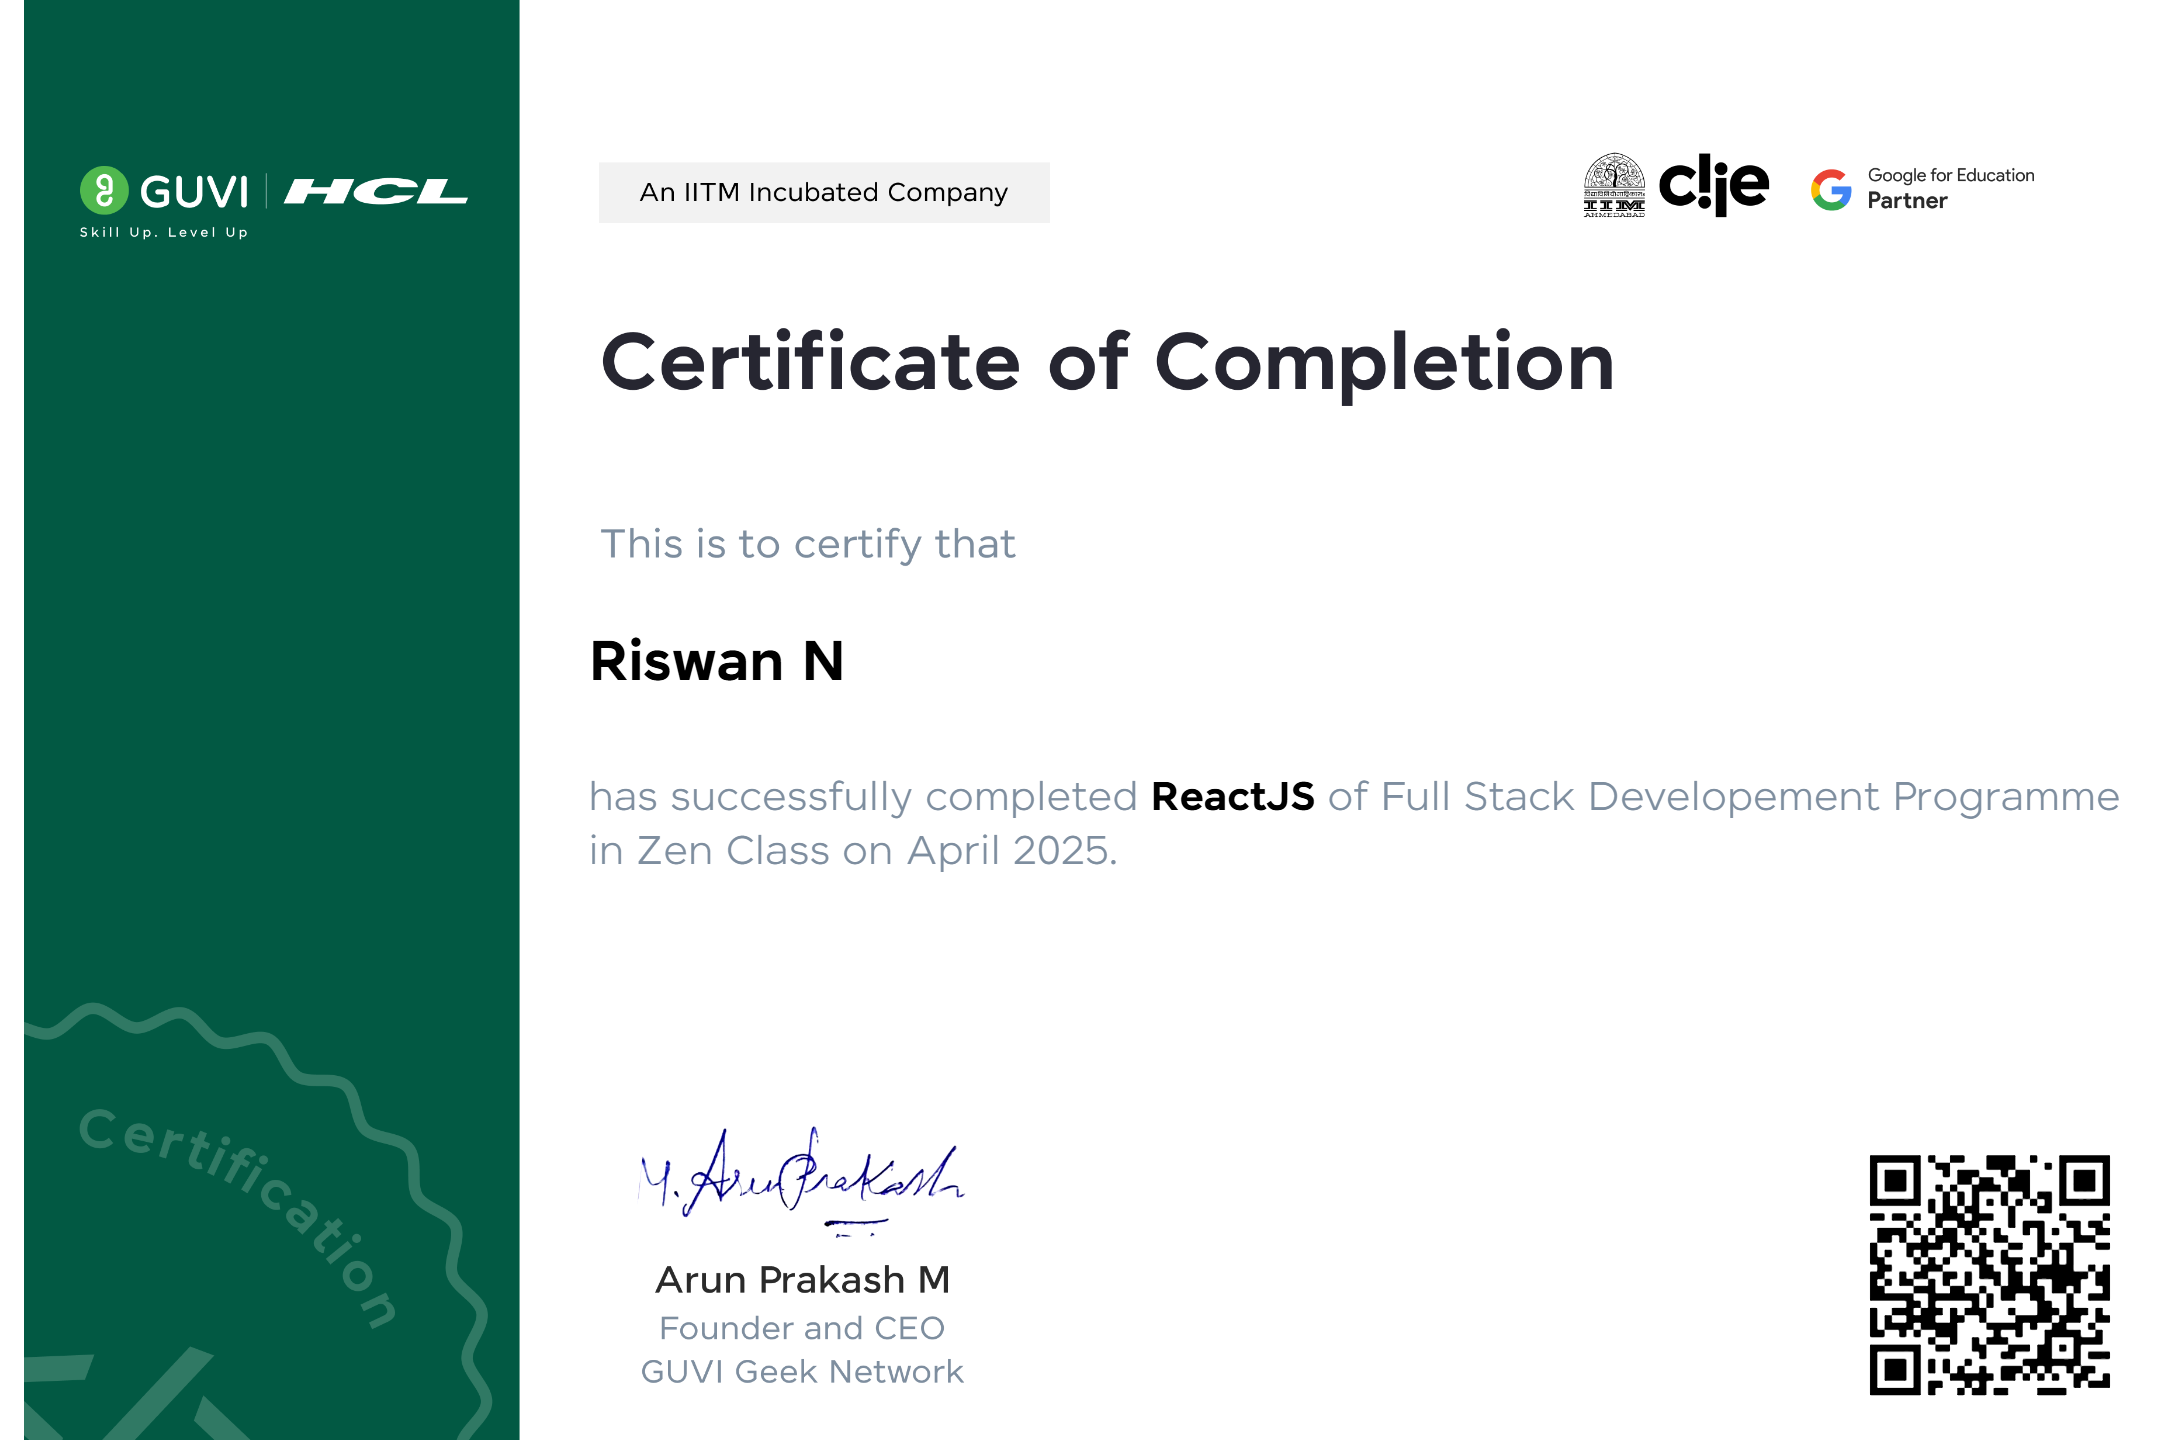 GUVI | HCL
Skill Up. Level Up
An IITM Incubated Company
IIM
AHMEDABAD
c!ie
Google for Education
Partner
Certificate of Completion
This is to certify that
Riswan N
has successfully completed ReactJS of Full Stack Developement Programme
in Zen Class on April 2025.
Certification
M. Arun Prakash
Arun Prakash M
Founder and CEO
GUVI Geek Network